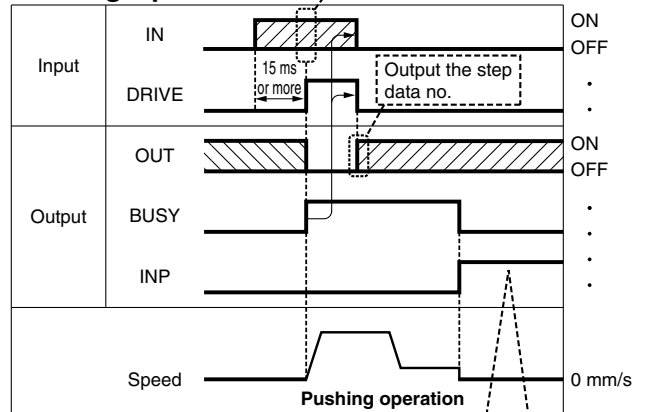 Input
IN
ON
OFF
15 ms
or more
DRIVE
Output the step
data no.
Output
OUT
ON
OFF
BUSY
INP
Speed
0 mm/s
Pushing operation